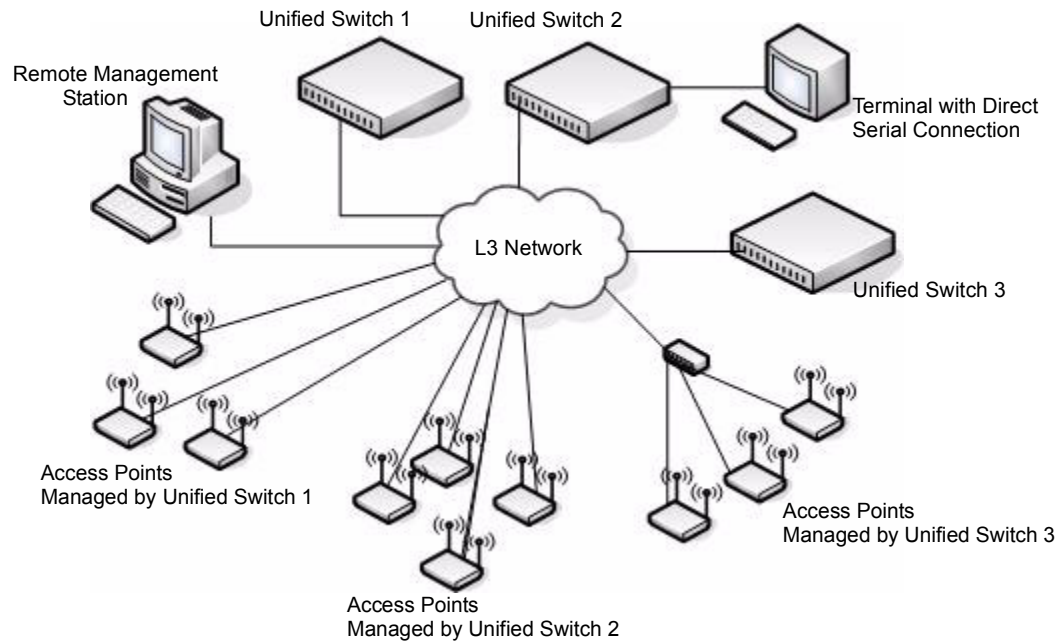 Unified Switch 1
Unified Switch 2
Remote Management
Station
Terminal with Direct
Serial Connection
L3 Network
Unified Switch 3
Access Points
Managed by Unified Switch 1
Access Points
Managed by Unified Switch 3
Access Points
Managed by Unified Switch 2